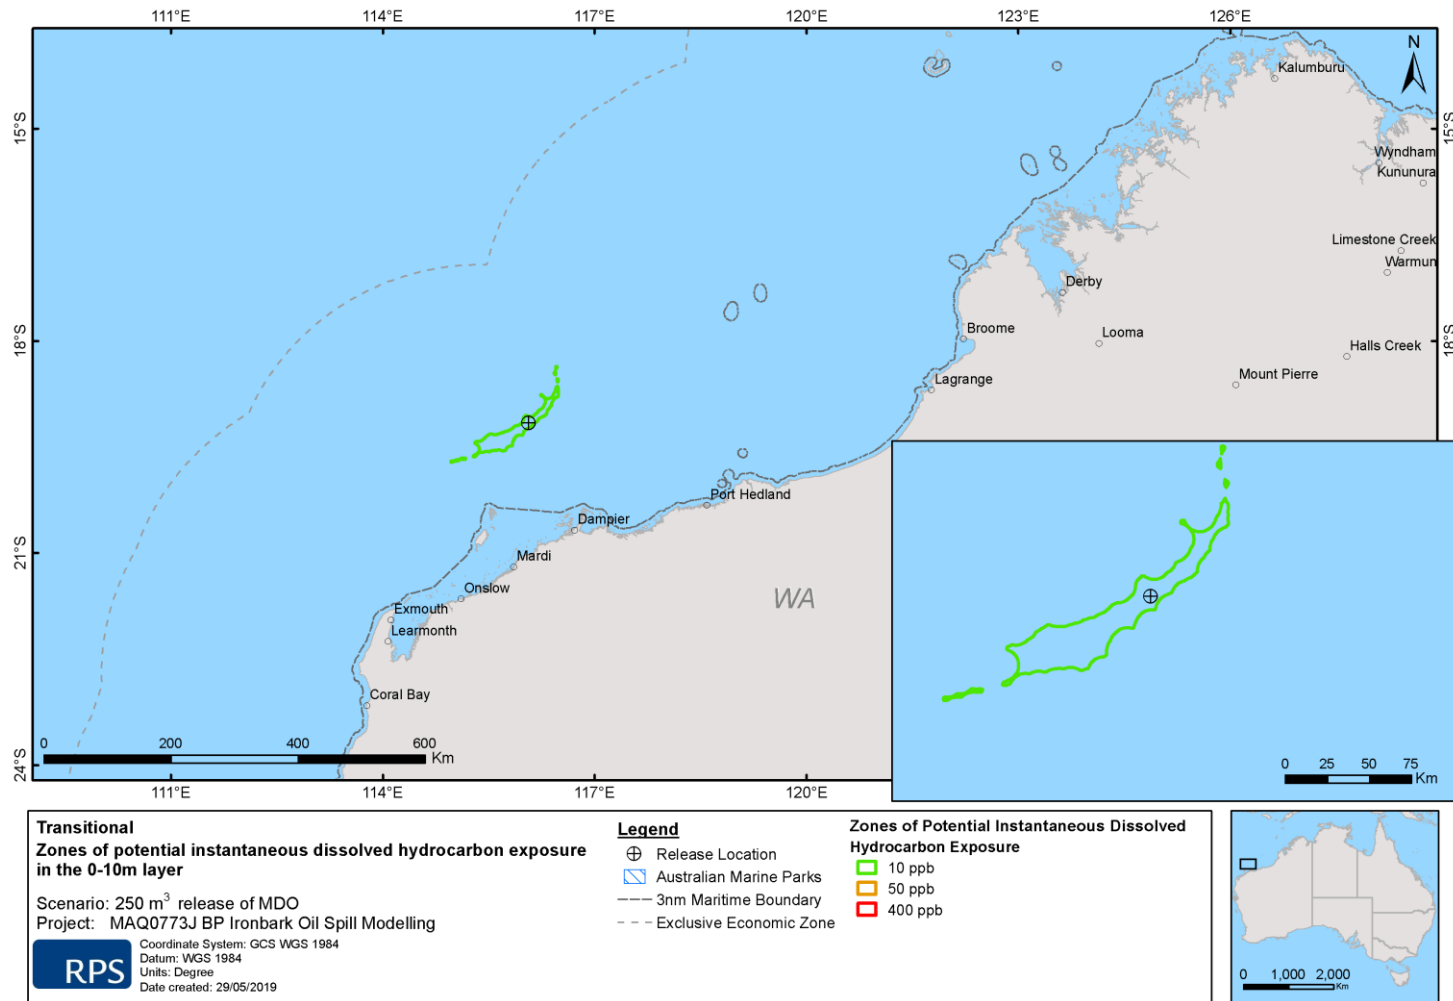 111°E 114°E 117°E 120°E 123°E 126°E
N
Kalumburu
15°S 15°S
Wyndham
Kununurra
Limestone Creek
Warmun
Derby
Broome
Looma
18°S 18°S
Halls Creek
Mount Pierre
Lagrange
Port Hedland
Dampier
21°S
Mardi
Onslow
WA
Exmouth
Learmonth
Coral Bay
0 200 400 600
Km
24°S
0 25 50 75
Km
111°E 114°E 117°E 120°E
Transitional
Zones of potential instantaneous dissolved hydrocarbon exposure
in the 0-10m layer
Scenario: 250 m³ release of MDO
Project: MAQ0773J BP Ironbark Oil Spill Modelling
RPS
Coordinate System: GCS WGS 1984
Datum: WGS 1984
Units: Degree
Date created: 29/05/2019
Legend
Release Location
Australian Marine Parks
3nm Maritime Boundary
Exclusive Economic Zone
Zones of Potential Instantaneous Dissolved
Hydrocarbon Exposure
10 ppb
50 ppb
400 ppb
0 1,000 2,000
Km